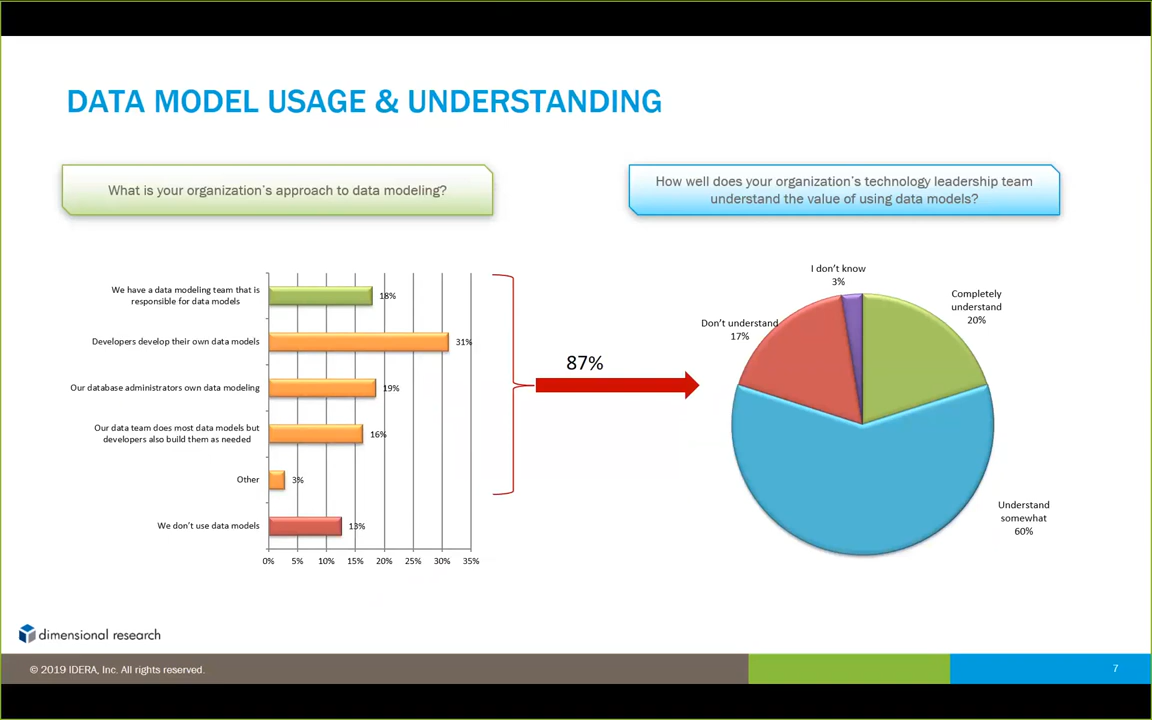 DATA MODEL USAGE & UNDERSTANDING
What is your organization's approach to data modeling?
How well does your organization's technology leadership team
understand the value of using data models?
We have a data modeling team that is
responsible for data models
18%
Developers develop their own data models
31%
Our database administrators own data modeling
19%
Our data team does most data models but
developers also build them as needed
16%
Other
3%
We don't use data models
13%
0% 5% 10% 15% 20% 25% 30% 35%
87%
I don't know
3%
Completely
understand
20%
Don't understand
17%
Understand
somewhat
60%
dimensional research
© 2019 IDERA, Inc. All rights reserved.
7